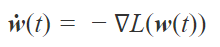 ẇ(t) = − ∇L(w(t))